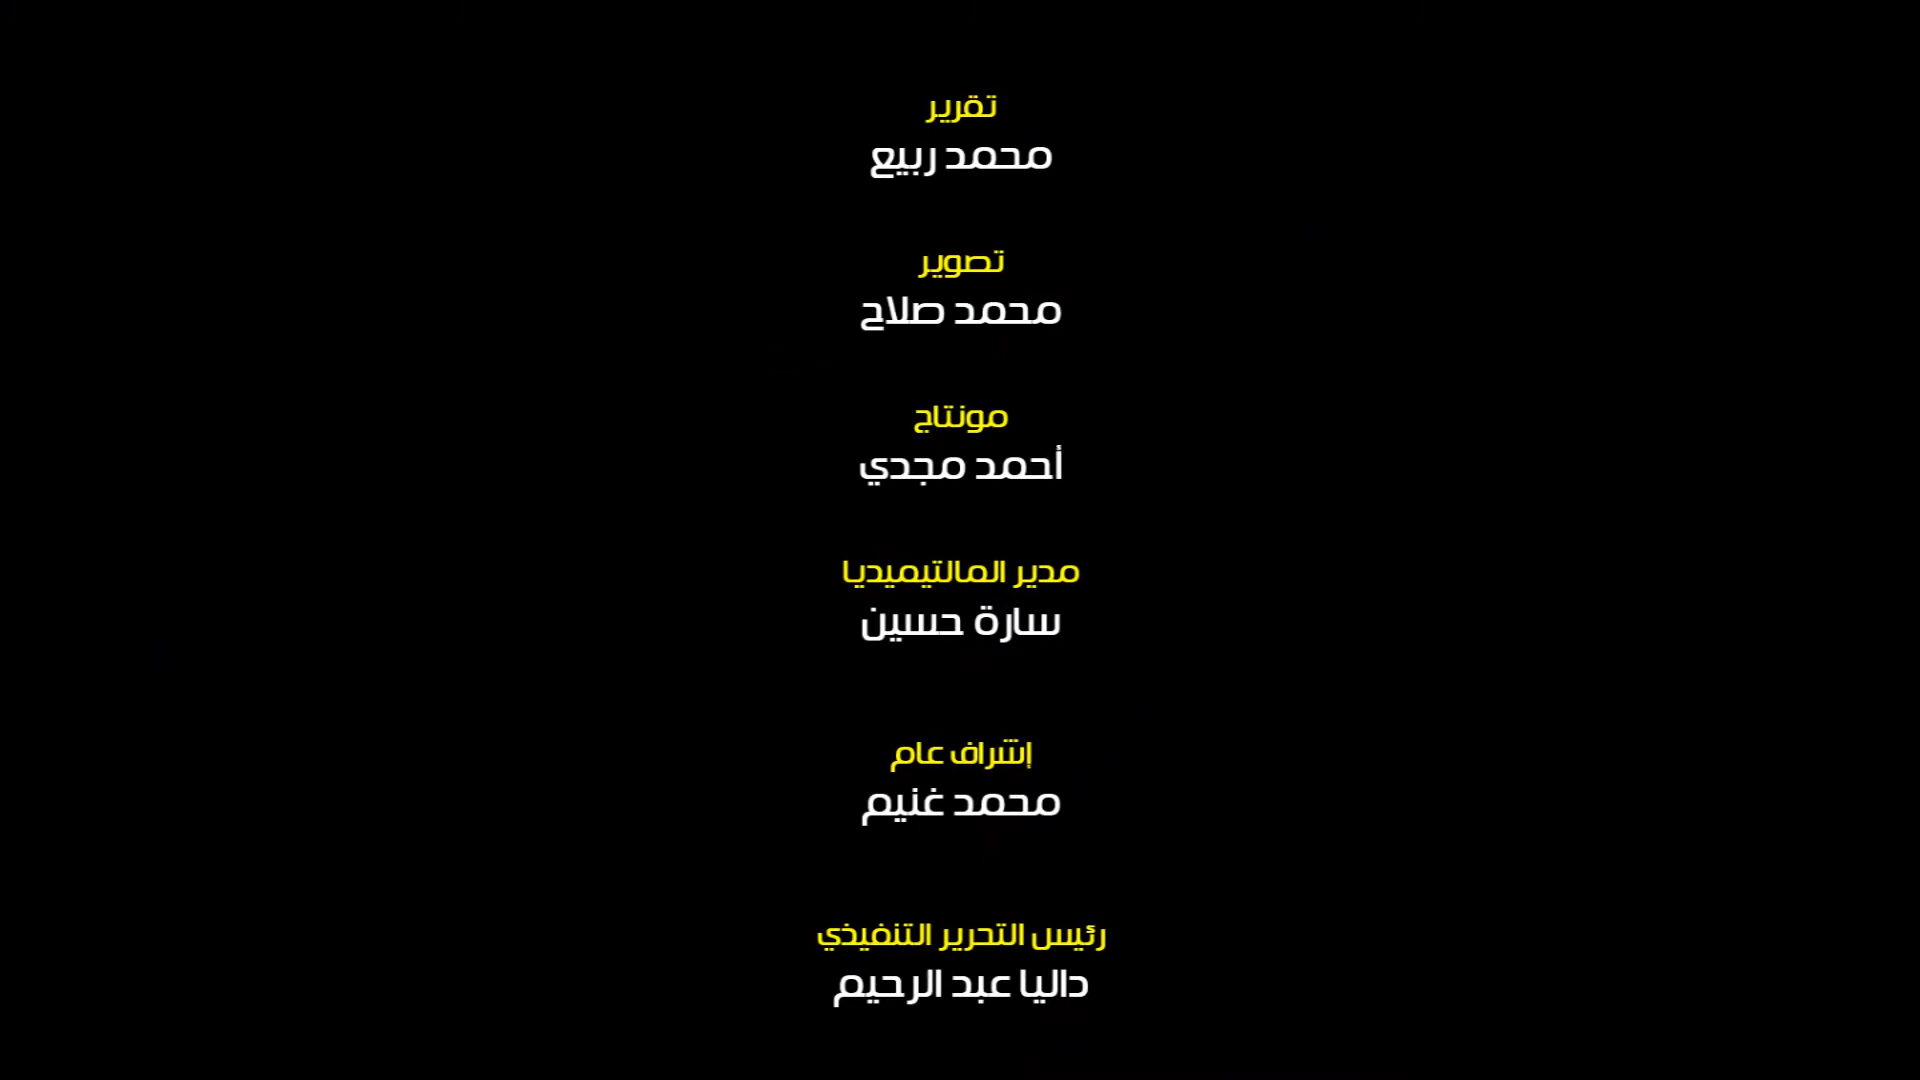 تقرير
محمد ربيع
تصوير
محمد صلاح
مونتاج
أحمد مجدي
مدير المالتيميديا
سارة حسين
إشراف عام
محمد غنيم
رئيس التحرير التنفيذي
داليا عبد الرحيم